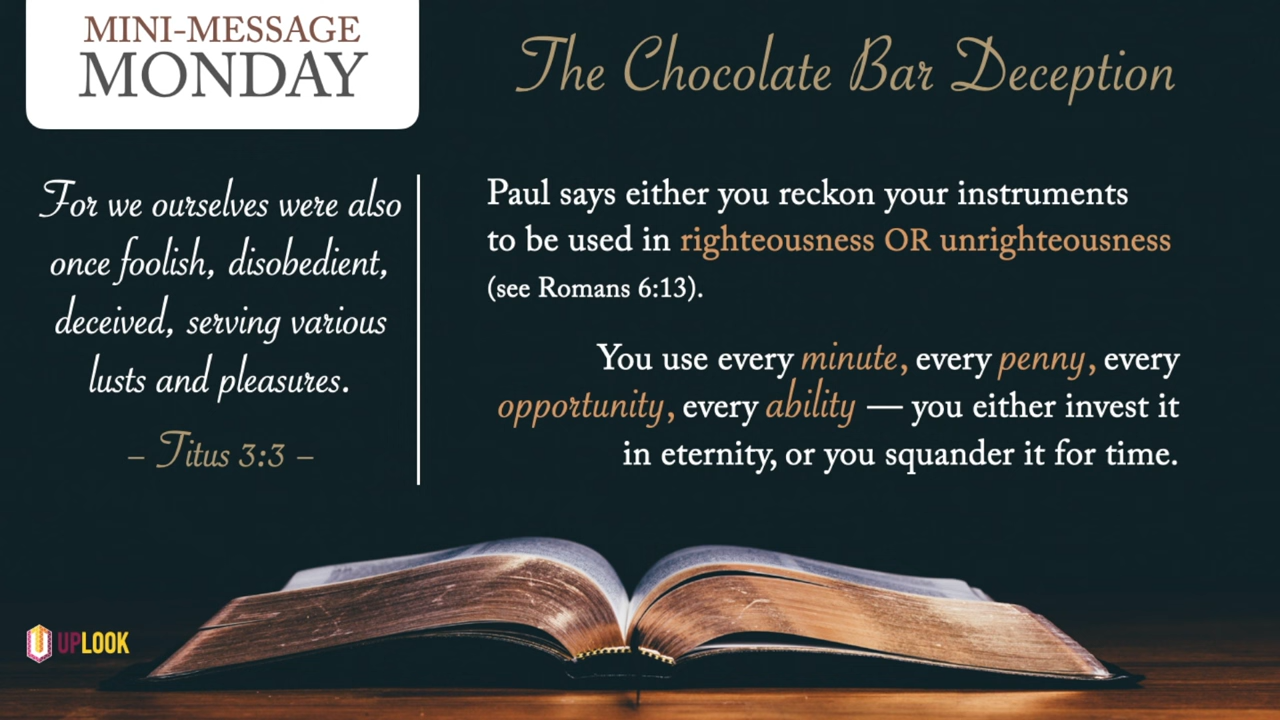 MINI-MESSAGE
MONDAY
The Chocolate Bar Deception
For we ourselves were also
once foolish, disobedient,
deceived, serving various
lusts and pleasures.
– Titus 3:3 –
Paul says either you reckon your instruments
to be used in righteousness OR unrighteousness
(see Romans 6:13).
You use every minute, every penny, every
opportunity, every ability — you either invest it
in eternity, or you squander it for time.
UPLOOK